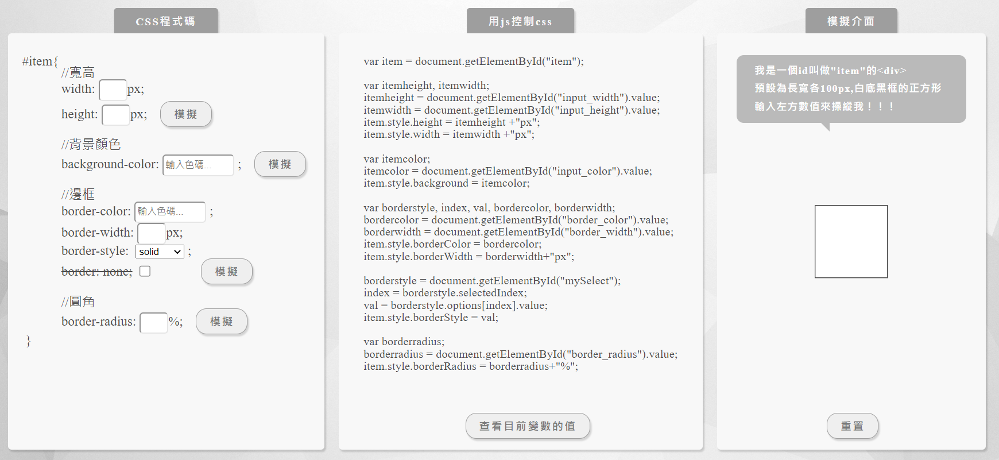 CSS程式碼
#item{
//寬高
width: px;
height: px; 模擬
//背景顏色
background-color: 輸入色碼... ; 模擬
//邊框
border-color: 輸入色碼... ;
border-width: px;
border-style: solid ;
border: none; 模擬
//圓角
border-radius: %; 模擬
}
用js控制css
var item = document.getElementById("item");
var itemheight, itemwidth;
itemheight = document.getElementById("input_width").value;
itemwidth = document.getElementById("input_height").value;
item.style.height = itemheight +"px";
item.style.width = itemwidth +"px";
var itemcolor;
itemcolor = document.getElementById("input_color").value;
item.style.background = itemcolor;
var borderstyle, index, val, bordercolor, borderwidth;
bordercolor = document.getElementById("border_color").value;
borderwidth = document.getElementById("border_width").value;
item.style.borderColor = bordercolor;
item.style.borderWidth = borderwidth+"px";
borderstyle = document.getElementById("mySelect");
index = borderstyle.selectedIndex;
val = borderstyle.options[index].value;
item.style.borderStyle = val;
var borderradius;
borderradius = document.getElementById("border_radius").value;
item.style.borderRadius = borderradius+"%";
查看目前變數的值
模擬介面
我是一個id叫做"item"的<div>
預設為長寬各100px,白底黑框的正方形
輸入左方數值來操縱我！！！
重置